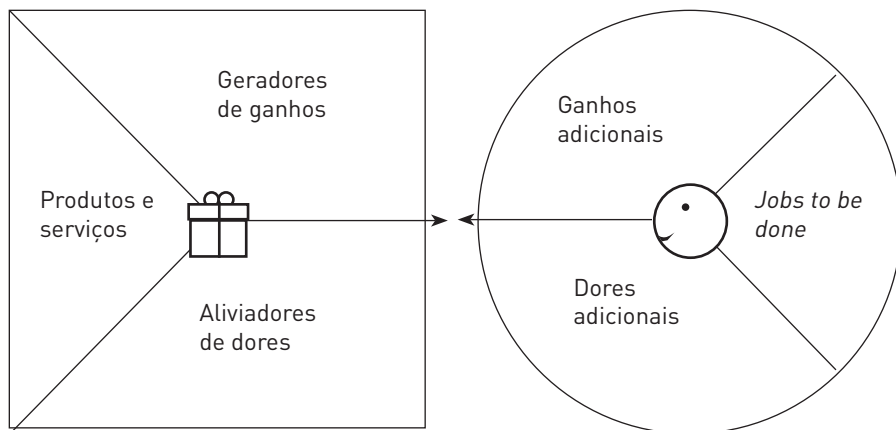 Geradores
de ganhos
Produtos e
serviços
Aliviadores
de dores
Ganhos
adicionais
Jobs to be
done
Dores
adicionais